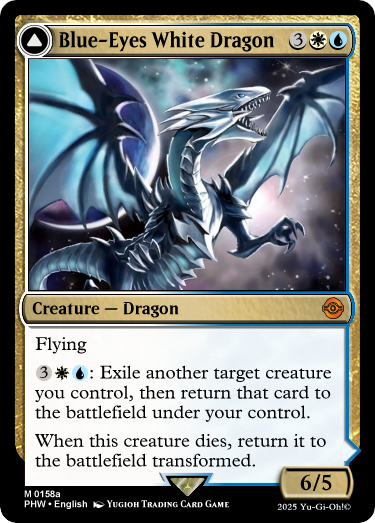 Blue-Eyes White Dragon 3
Creature — Dragon
Flying
3: Exile another target creature
you control, then return that card to
the battlefield under your control.
When this creature dies, return it to
the battlefield transformed.
6/5
M 0158a
PHW • English Yugioh Trading Card Game
2025 Yu-Gi-Oh!©